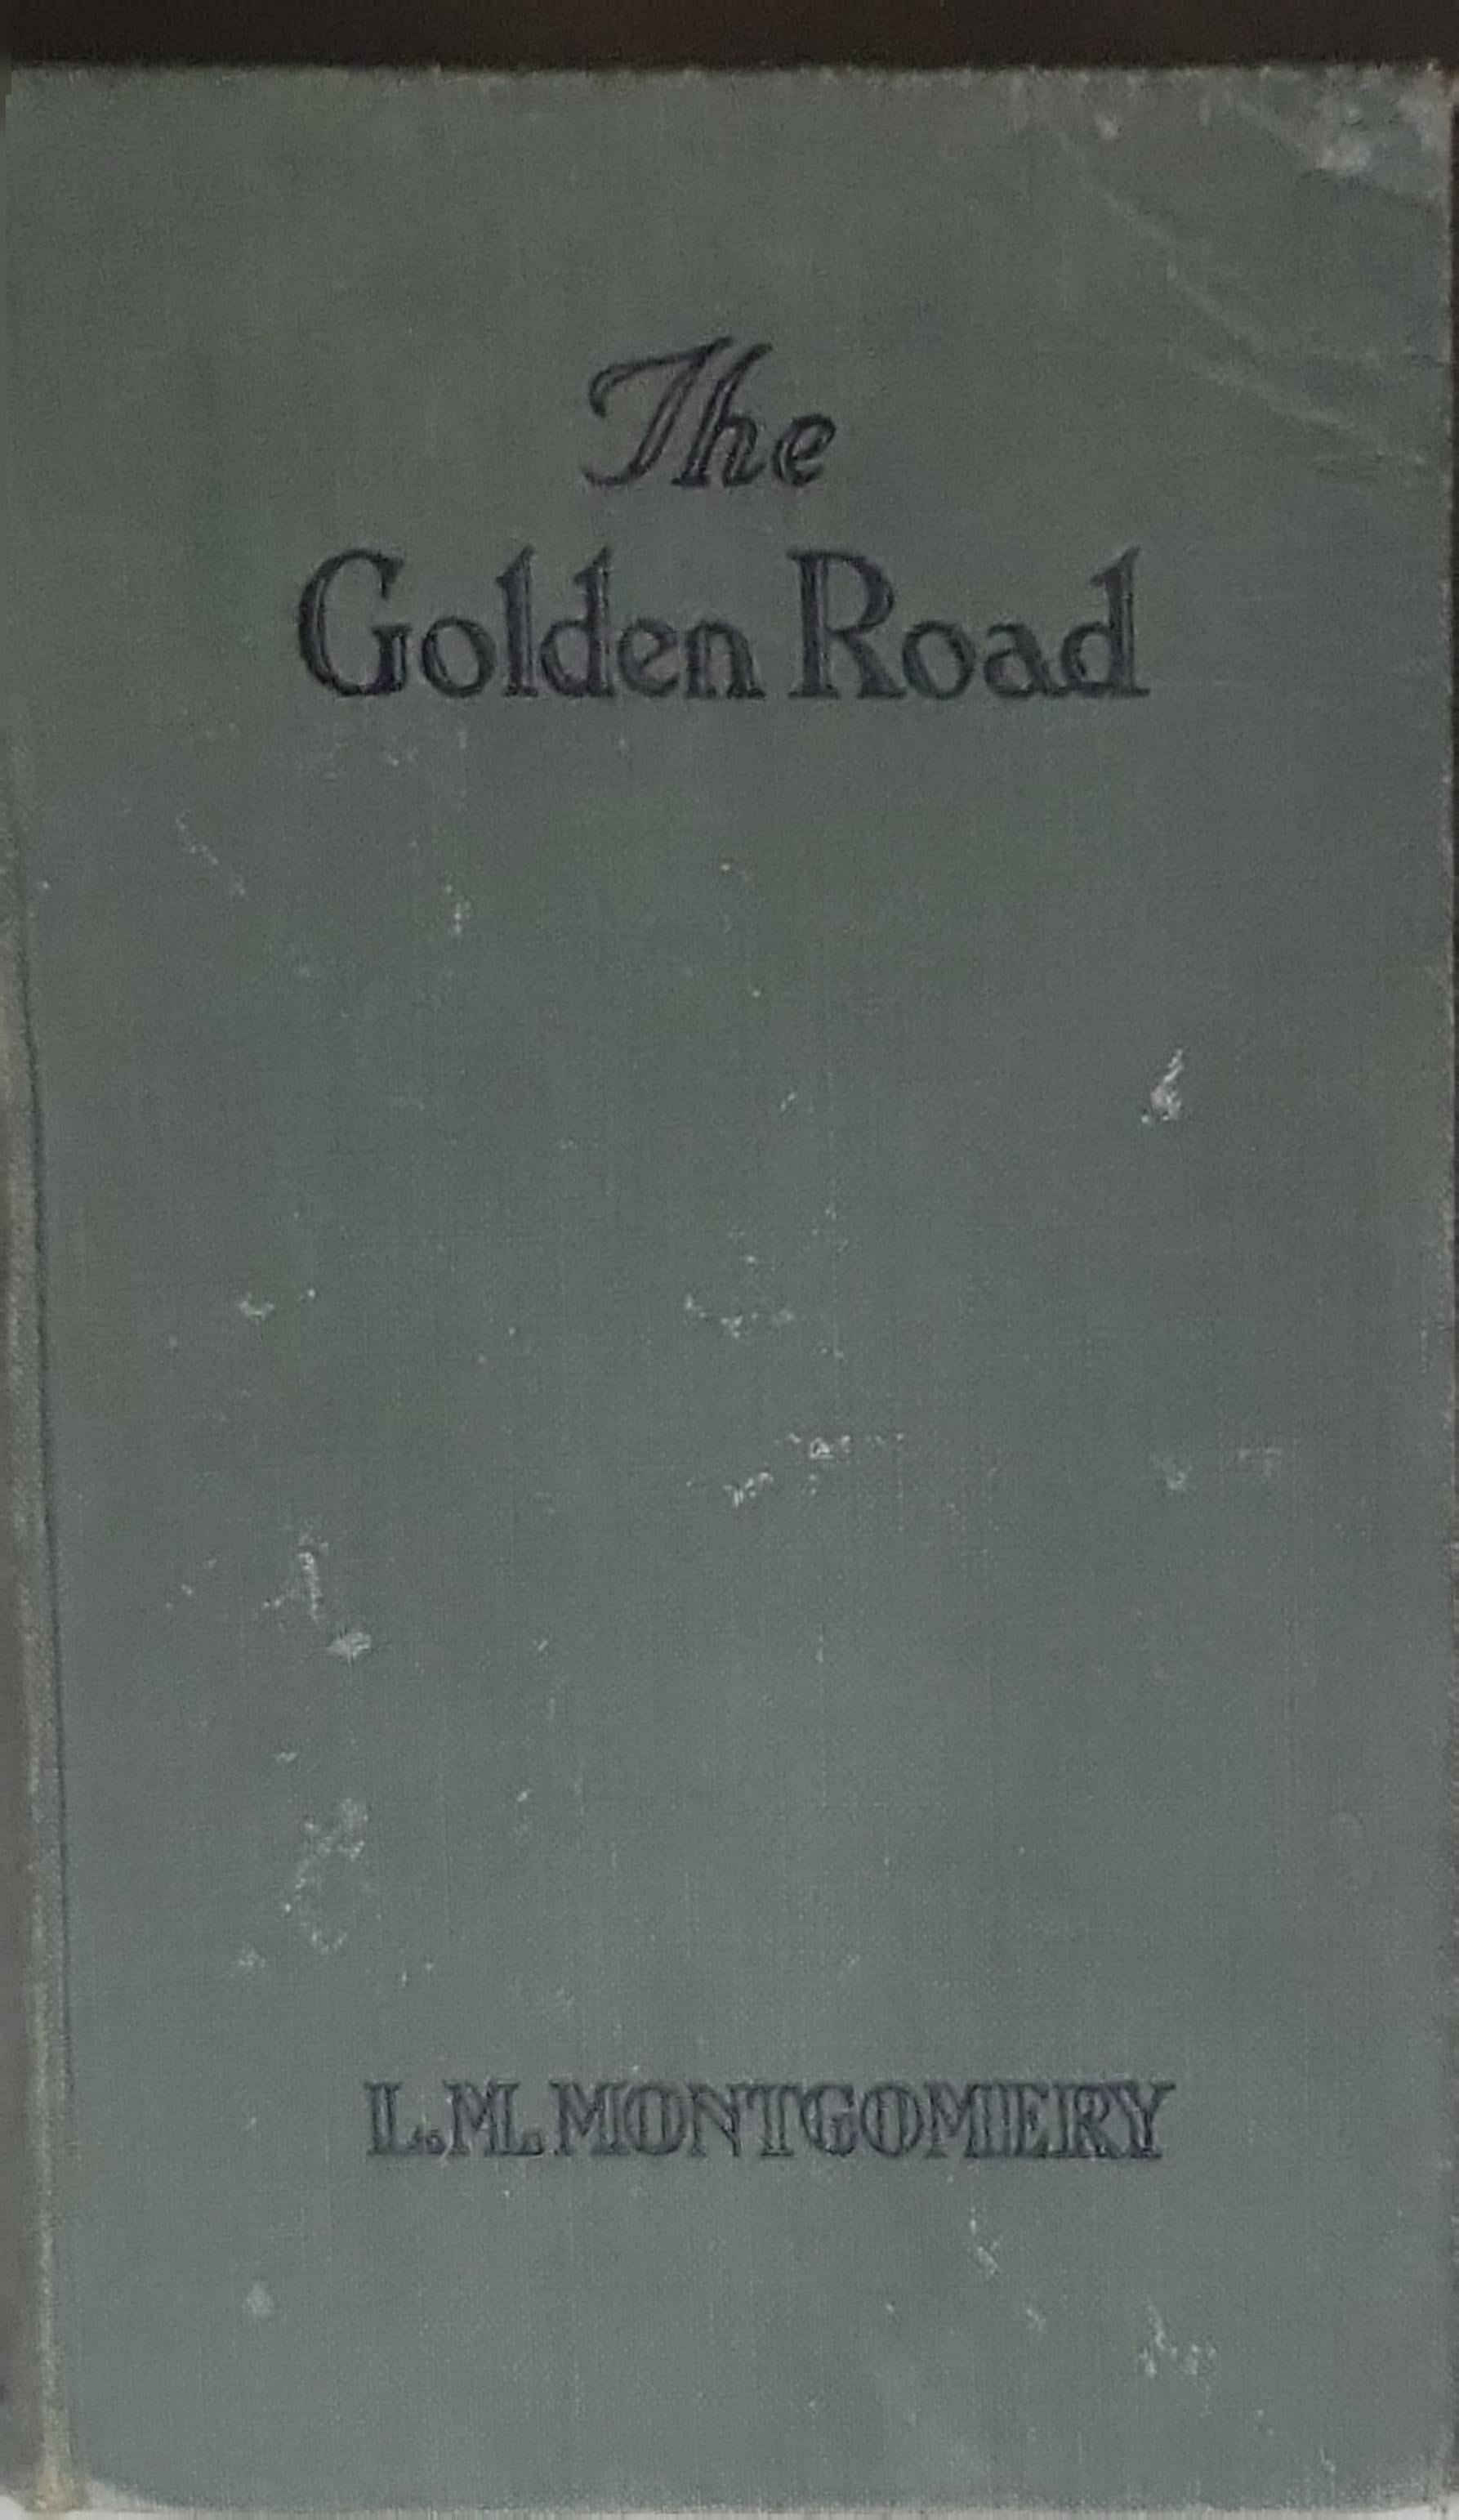 The
Golden Road
L. M. MONTGOMERY